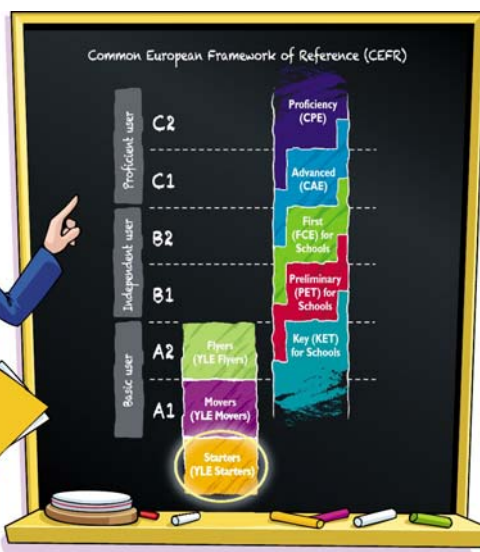 Common European Framework of Reference (CEFR)
Proficient user
C2
C1
Independent user
B2
B1
Basic user
A2
A1
Proficiency
(CPE)
Advanced
(CAE)
First
(FCE) for
Schools
Preliminary
(PET) for
Schools
Key (KET)
for Schools
Flyers
(YLE Flyers)
Movers
(YLE Movers)
Starters
(YLE Starters)